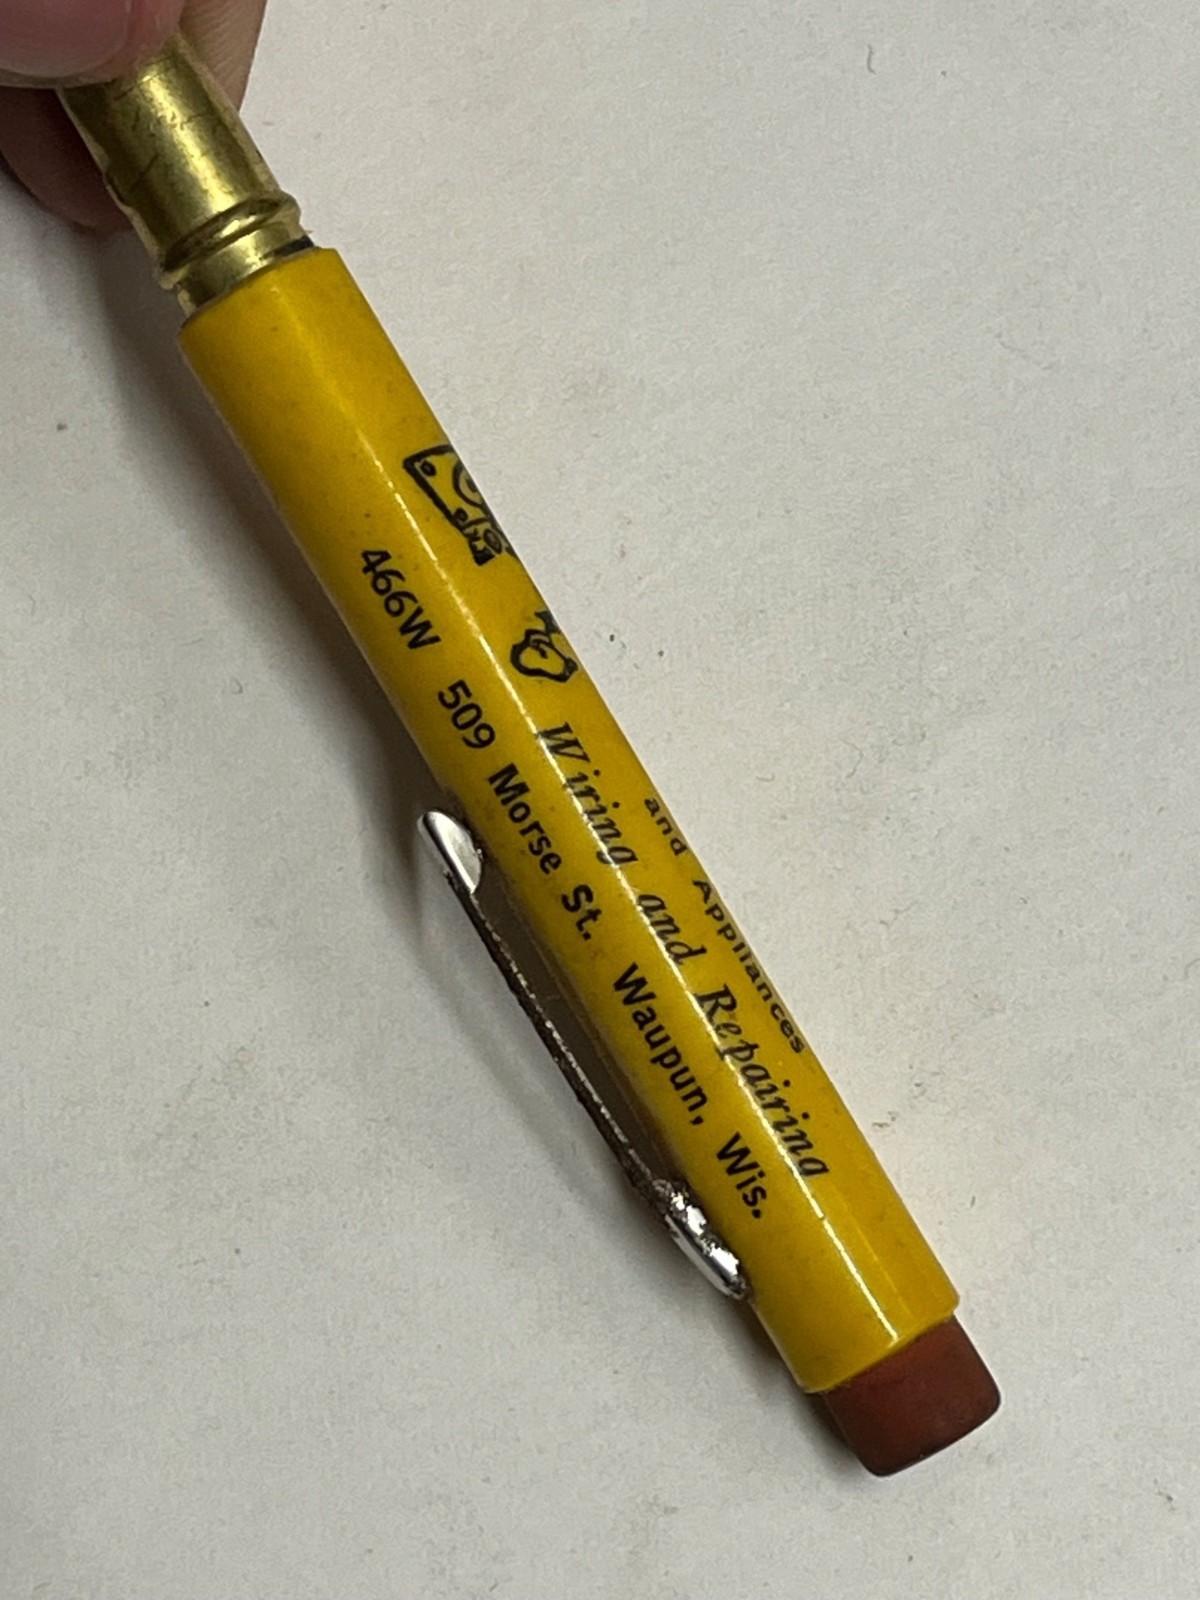 and Appliances
Wiring and Repairing
466W 509 Morse St. Waupun, Wis.